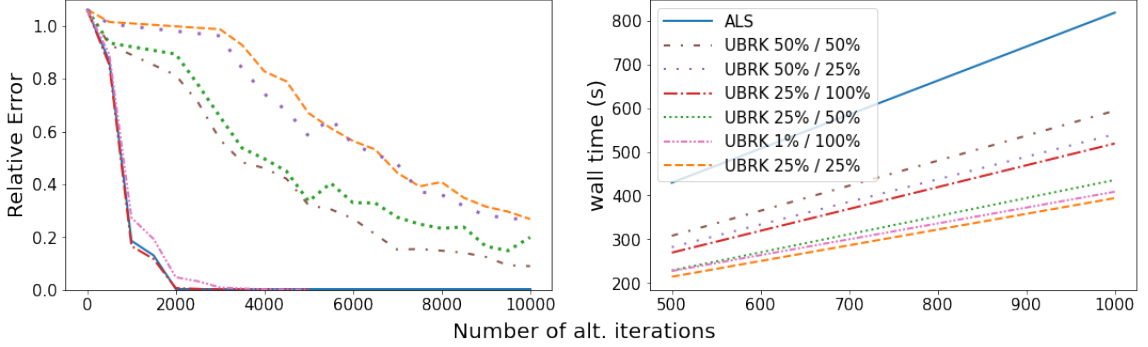 Relative Error
1.0
0.8
0.6
0.4
0.2
0.0
0
2000
4000
6000
8000
10000
wall time (s)
800
700
600
500
400
300
200
500
600
700
800
900
1000
ALS
UBRK 50% / 50%
UBRK 50% / 25%
UBRK 25% / 100%
UBRK 25% / 50%
UBRK 1% / 100%
UBRK 25% / 25%
Number of alt. iterations